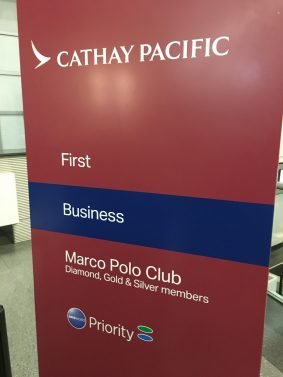 CATHAY PACIFIC
First
Business
Marco Polo Club
Diamond, Gold & Silver members
Priority